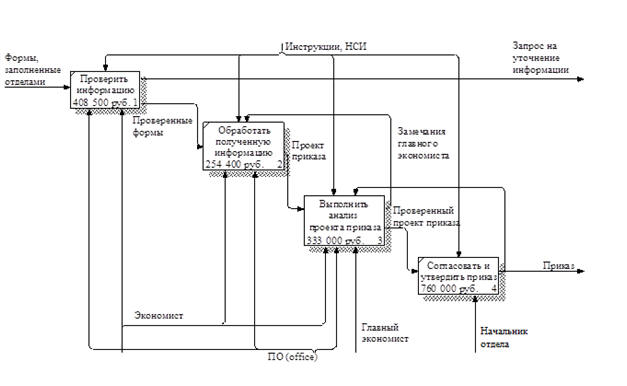 Инструкции, НСИ
Формы,
заполненные
отделами
Запрос на
уточнение
информации
Проверить
информацию
408 500 руб. 1
Проверенные
формы
Обработать
полученную
информацию
254 400 руб. 2
Проект
приказа
Замечания
главного
экономиста
Выполнить
анализ
проекта приказа
333 000 руб. 3
Проверенный
проект приказа
Согласовать и
утвердить приказ
760 000 руб. 4
Приказ
Экономист
Главный
экономист
Начальник
отдела
ПО (office)